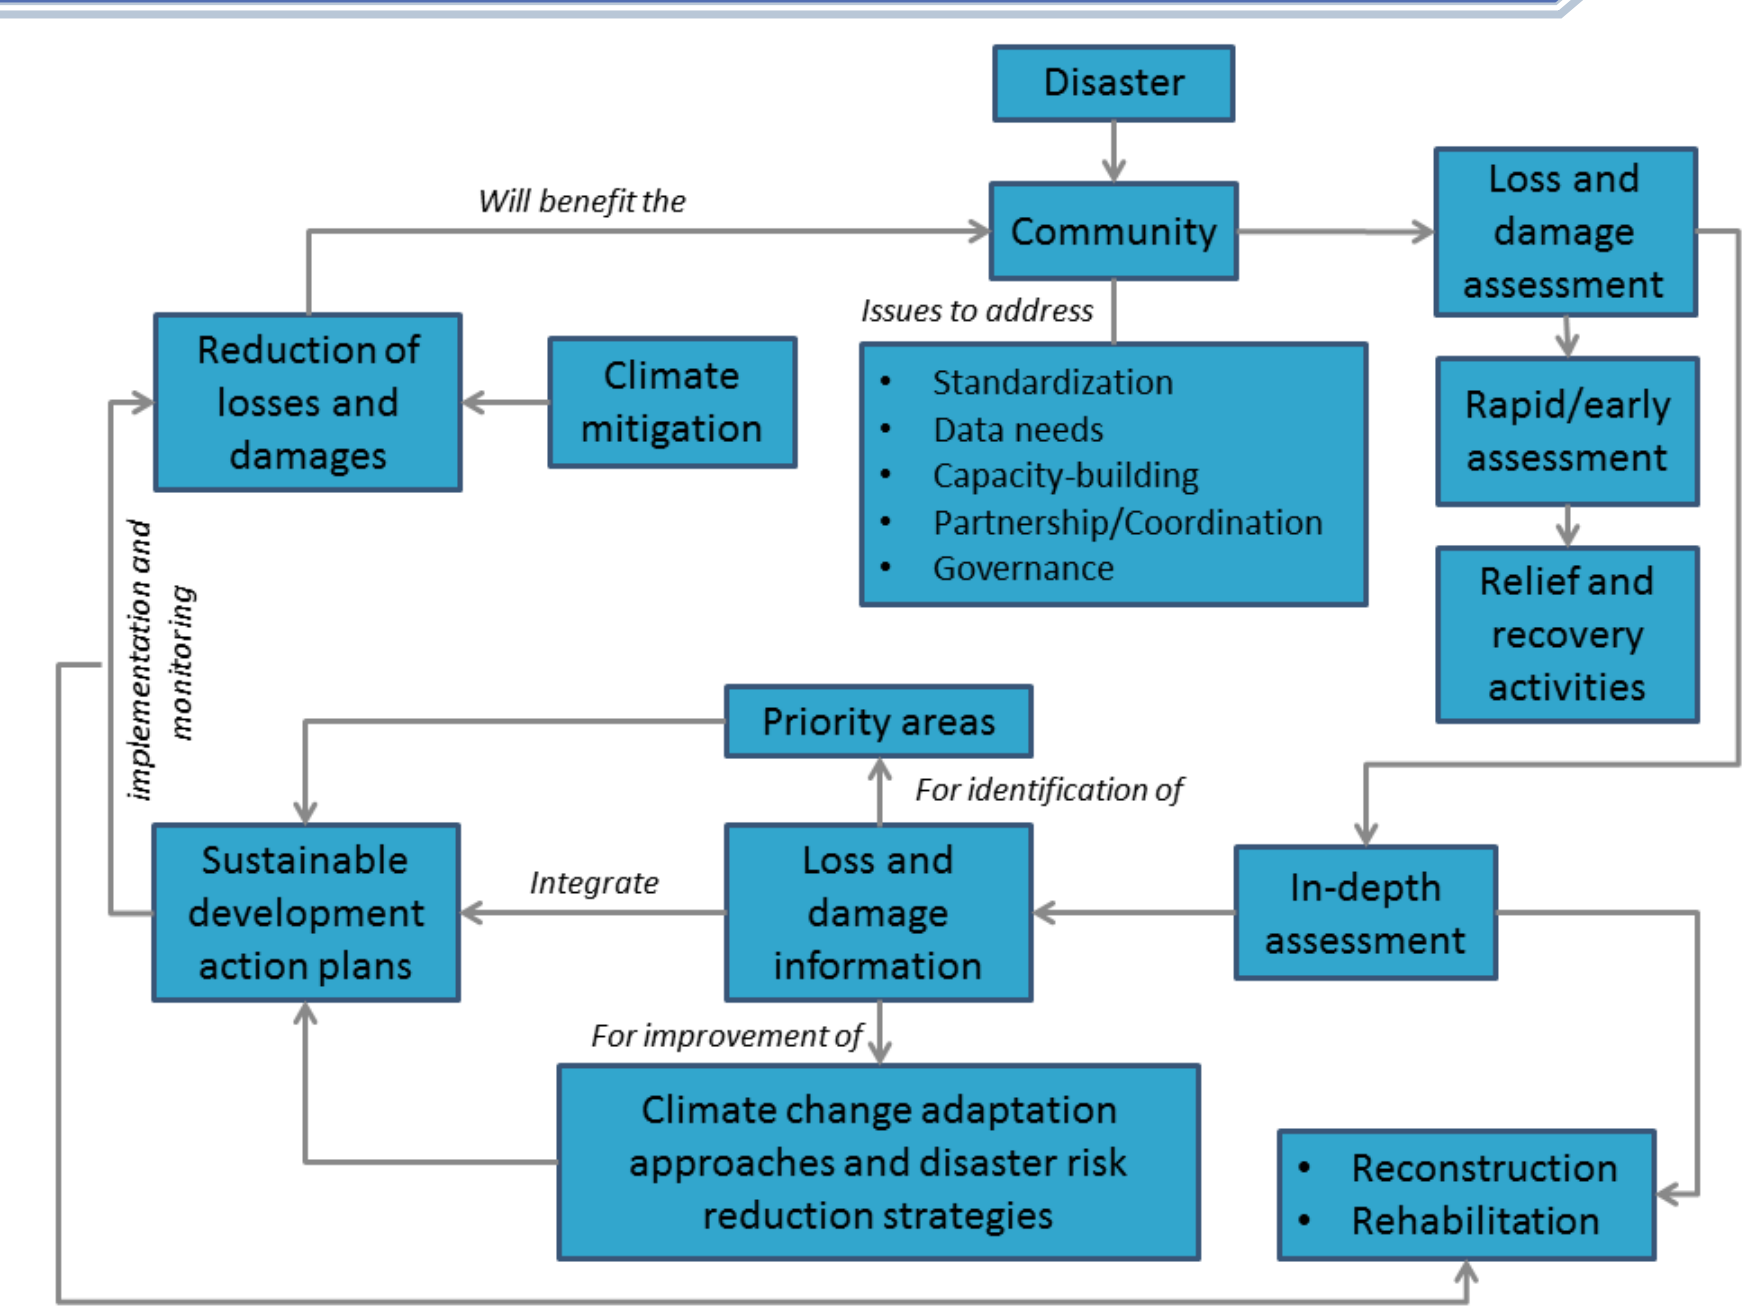 Disaster
Will benefit the
Community
Loss and
damage
assessment
Issues to address
Reduction of
losses and
damages
Climate
mitigation
• Standardization
• Data needs
• Capacity-building
• Partnership/Coordination
• Governance
Rapid/early
assessment
Relief and
recovery
activities
implementation and
monitoring
Priority areas
For identification of
Sustainable
development
action plans
Integrate
Loss and
damage
information
In-depth
assessment
For improvement of
Climate change adaptation
approaches and disaster risk
reduction strategies
• Reconstruction
• Rehabilitation